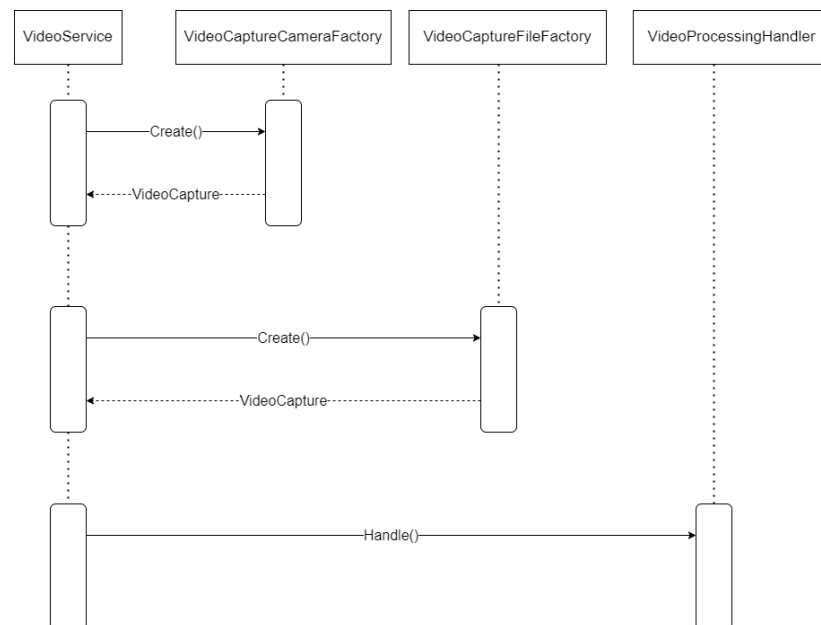 VideoService
VideoCaptureCameraFactory
VideoCaptureFileFactory
VideoProcessingHandler
Create()
VideoCapture
Create()
VideoCapture
Handle()